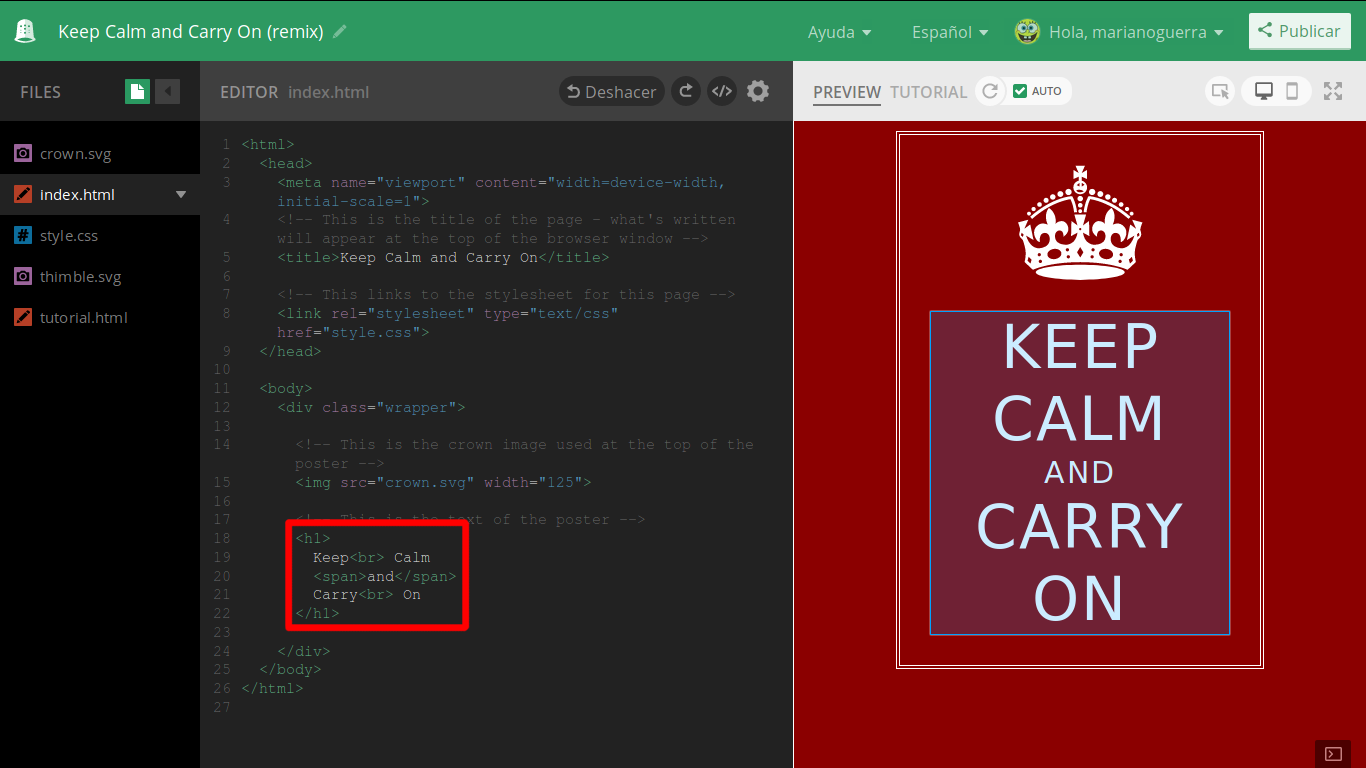 Keep Calm and Carry On (remix)
Ayuda
Español
Hola, marianoguerra
Publicar
FILES
crown.svg
index.html
style.css
thimble.svg
tutorial.html
EDITOR index.html
Deshacer
1 <html>
2 <head>
3 <meta name="viewport" content="width=device-width,
initial-scale=1">
4 <!-- This is the title of the page - what's written
will appear at the top of the browser window -->
5 <title>Keep Calm and Carry On</title>
6
7 <!-- This links to the stylesheet for this page -->
8 <link rel="stylesheet" type="text/css"
href="style.css">
9 </head>
10
11 <body>
12 <div class="wrapper">
13
14 <!-- This is the crown image used at the top of the
poster -->
15 <img src="crown.svg" width="125">
16
17 <!-- This is the text of the poster -->
18 <h1>
19 Keep<br> Calm
20 <span>and</span>
21 Carry<br> On
22 </h1>
23
24 </div>
25 </body>
26 </html>
27
PREVIEW TUTORIAL
AUTO
KEEP
CALM
AND
CARRY
ON